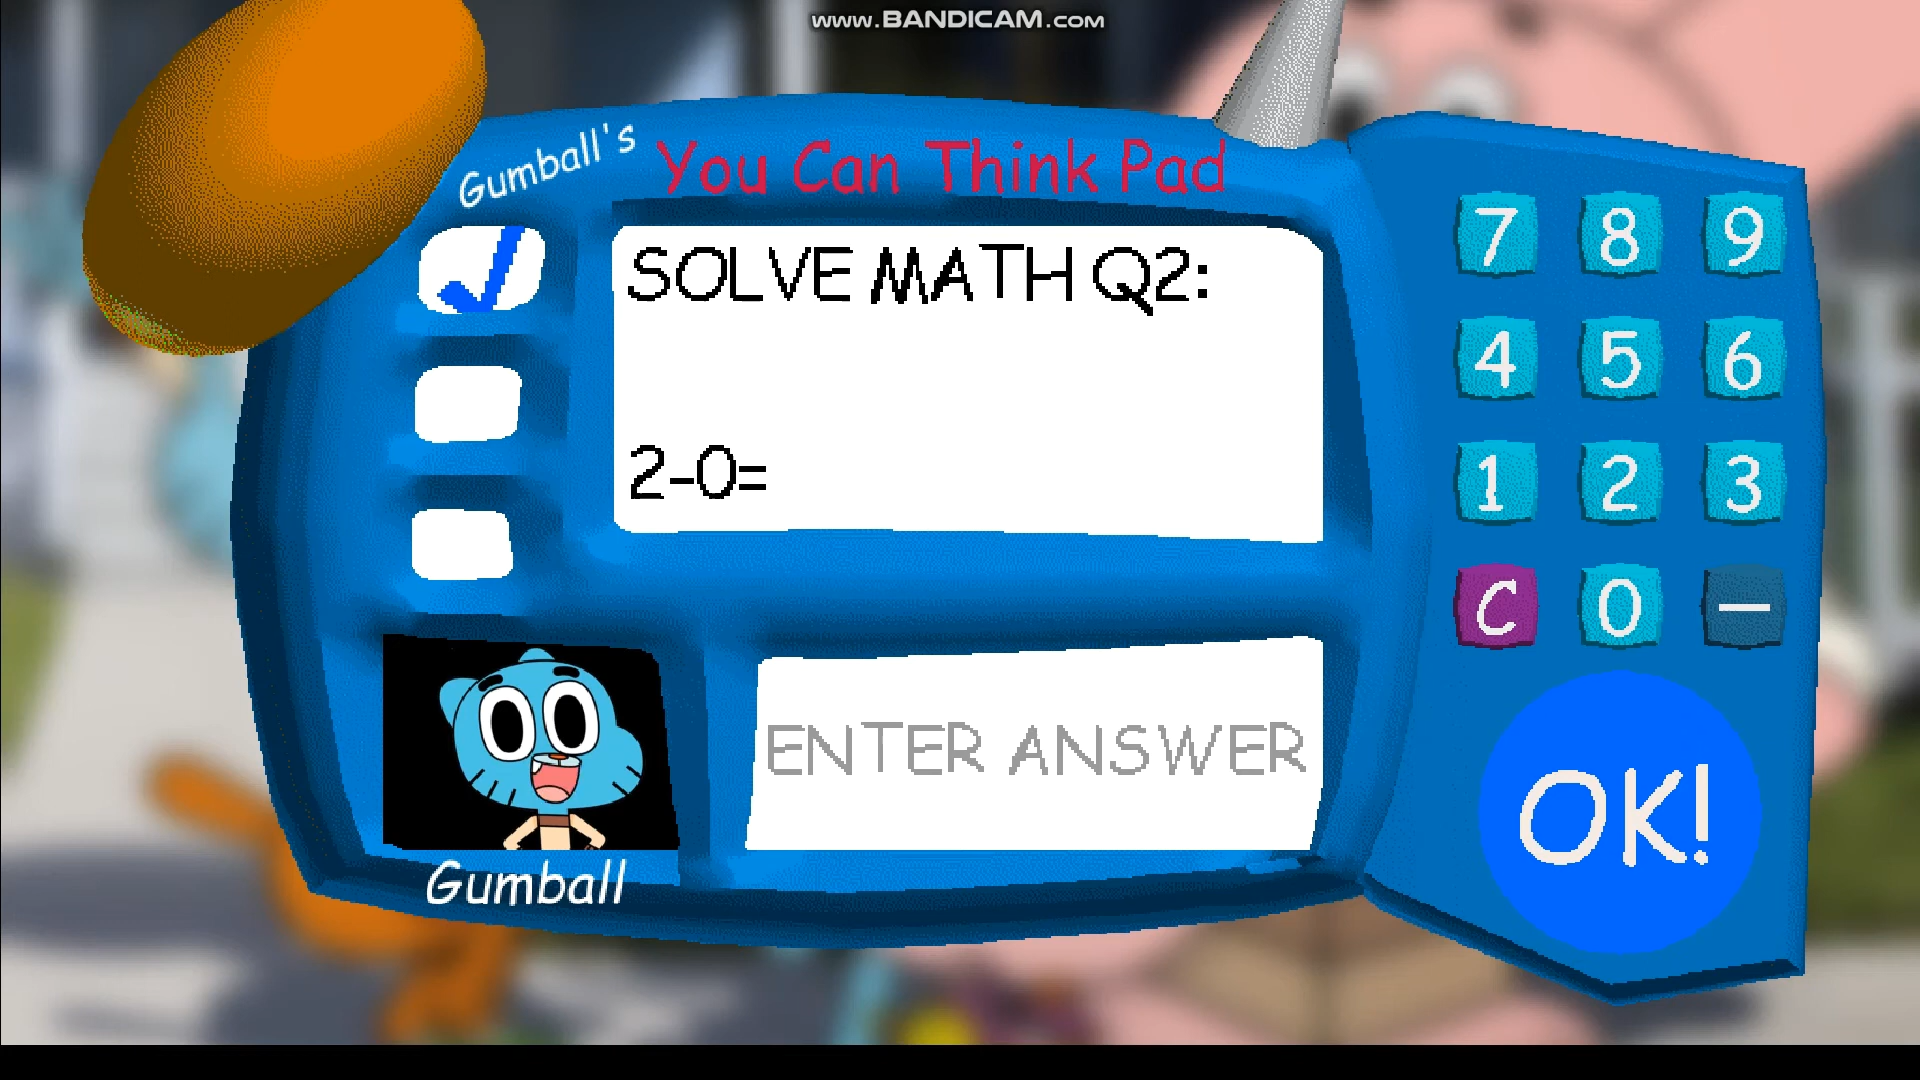 www.BANDICAM.com
Gumball's You Can Think Pad
SOLVE MATH Q2:
2-0=
7 8 9
4 5 6
1 2 3
C 0 —
ENTER ANSWER
OK!
Gumball